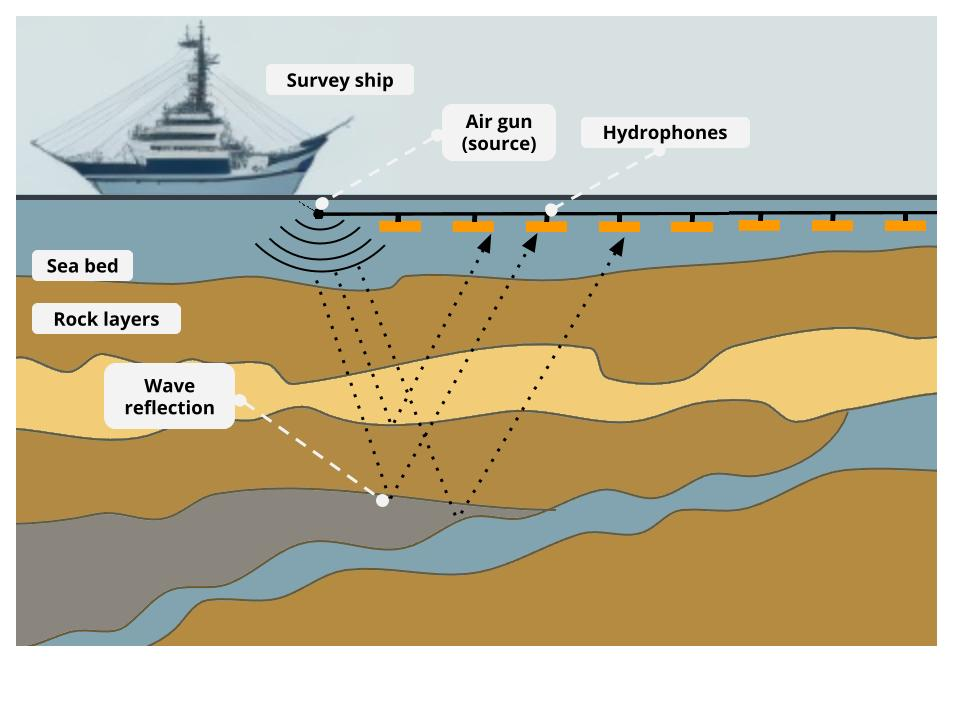 Survey ship
Air gun
(source)
Hydrophones
Sea bed
Rock layers
Wave
reflection